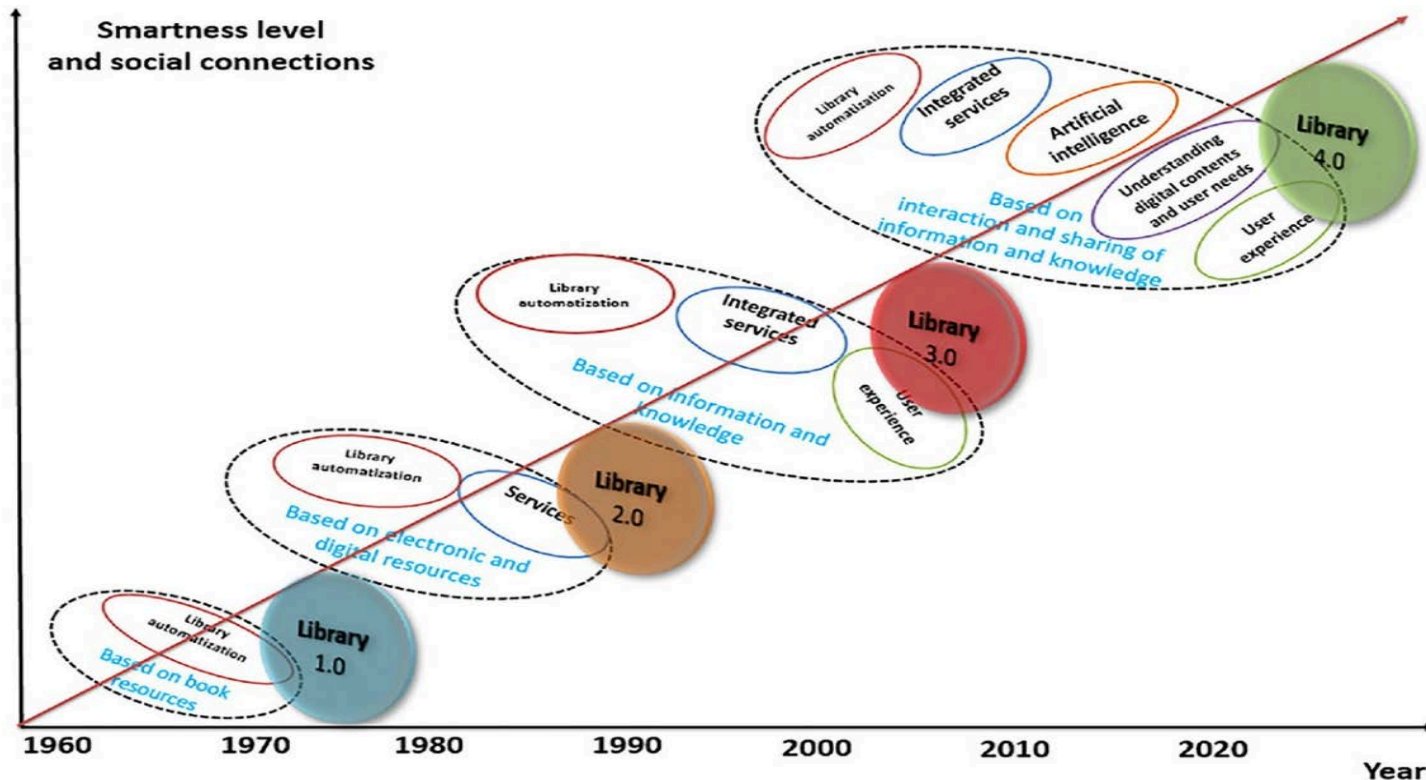 Smartness level
and social connections
Library
automatization
Integrated
services
Artificial
intelligence
Understanding
digital contents
and user needs
User
experience
Based on
interaction and sharing of
information and knowledge
Library
4.0
Library
automatization
Integrated
services
User
experience
Based on information and
knowledge
Library
3.0
Library
automatization
Services
Based on electronic and
digital resources
Library
2.0
Library
automatization
Based on book
resources
Library
1.0
1960
1970
1980
1990
2000
2010
2020
Year